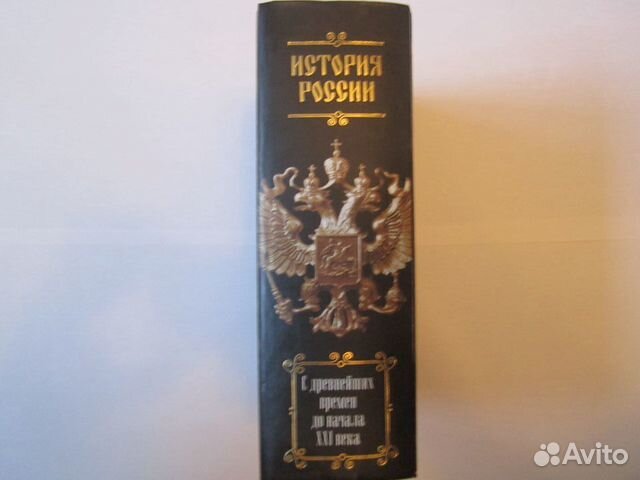 ИСТОРИЯ
РОССИИ
С древнейших
времен
до начала
XXI века
Avito